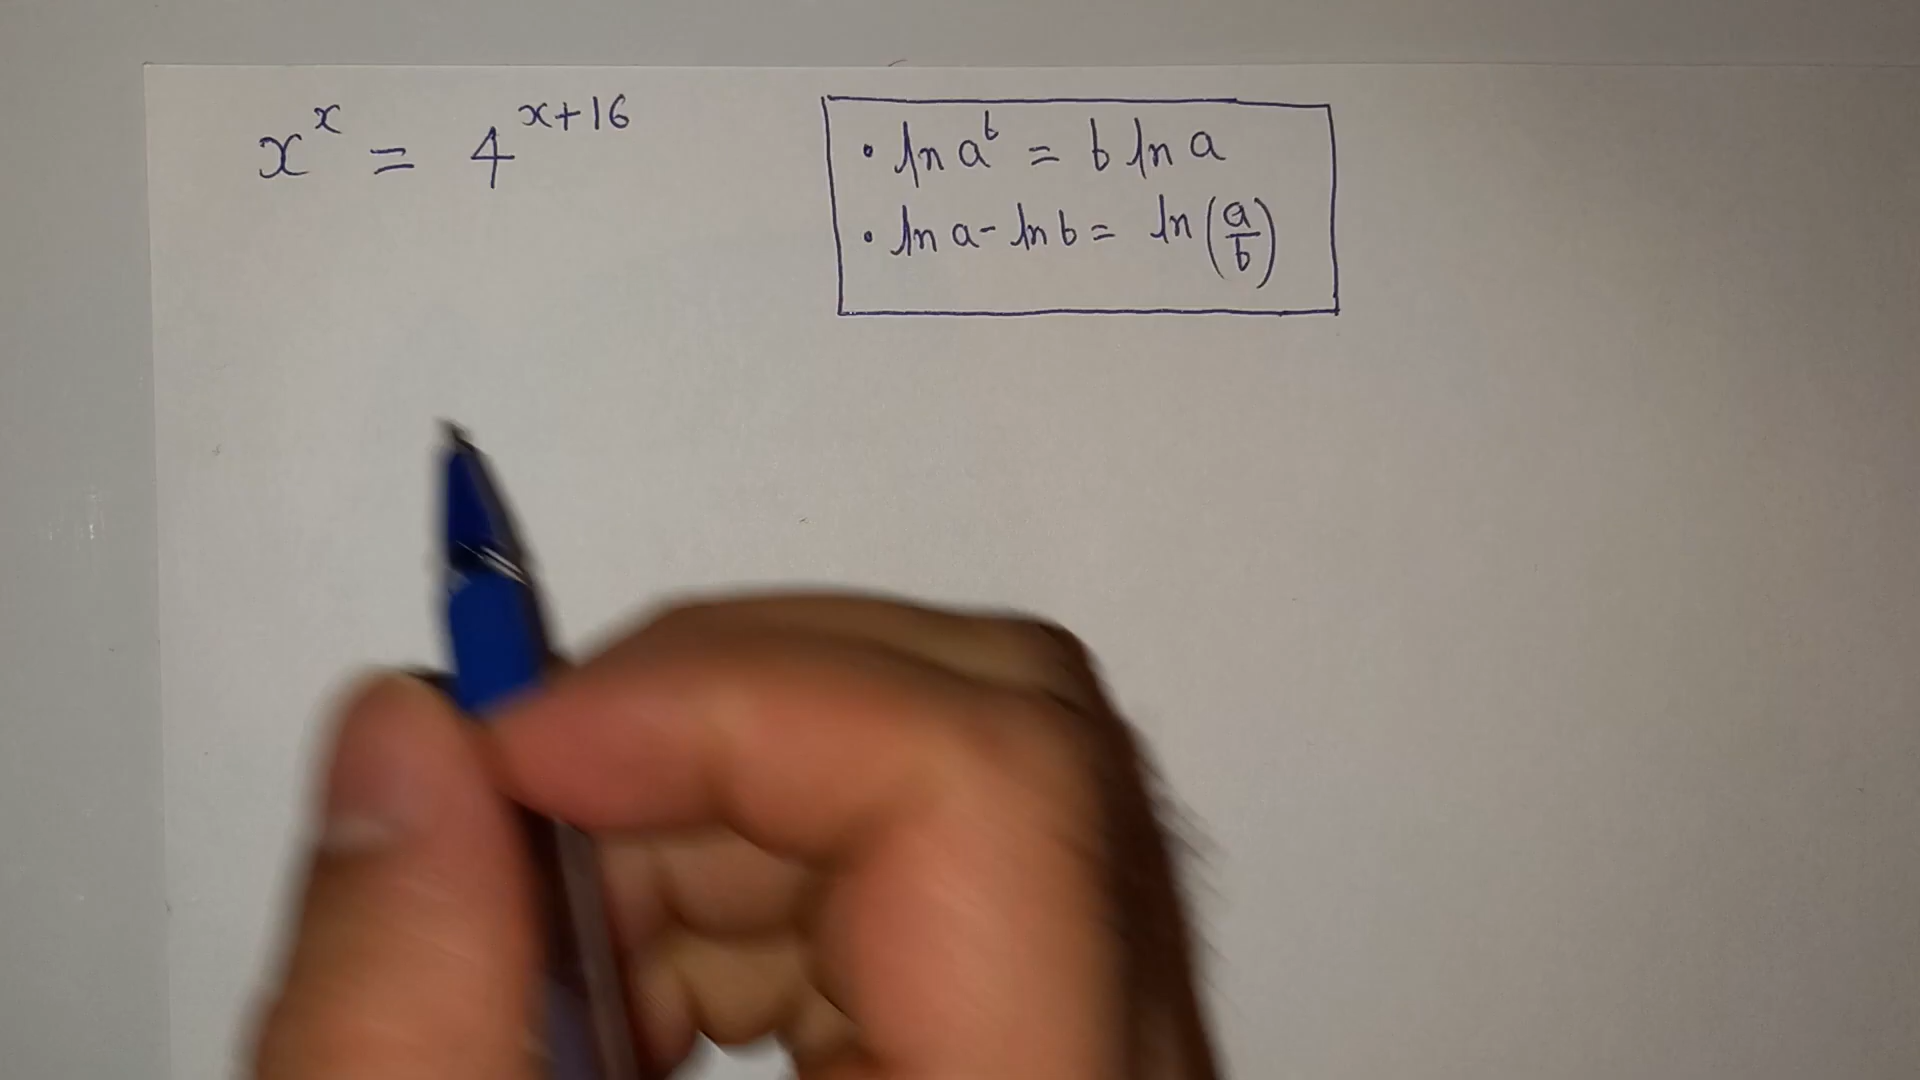 x^x = 4^{x+16}
• ln a^b = b ln a
• ln a - ln b = ln (a/b)